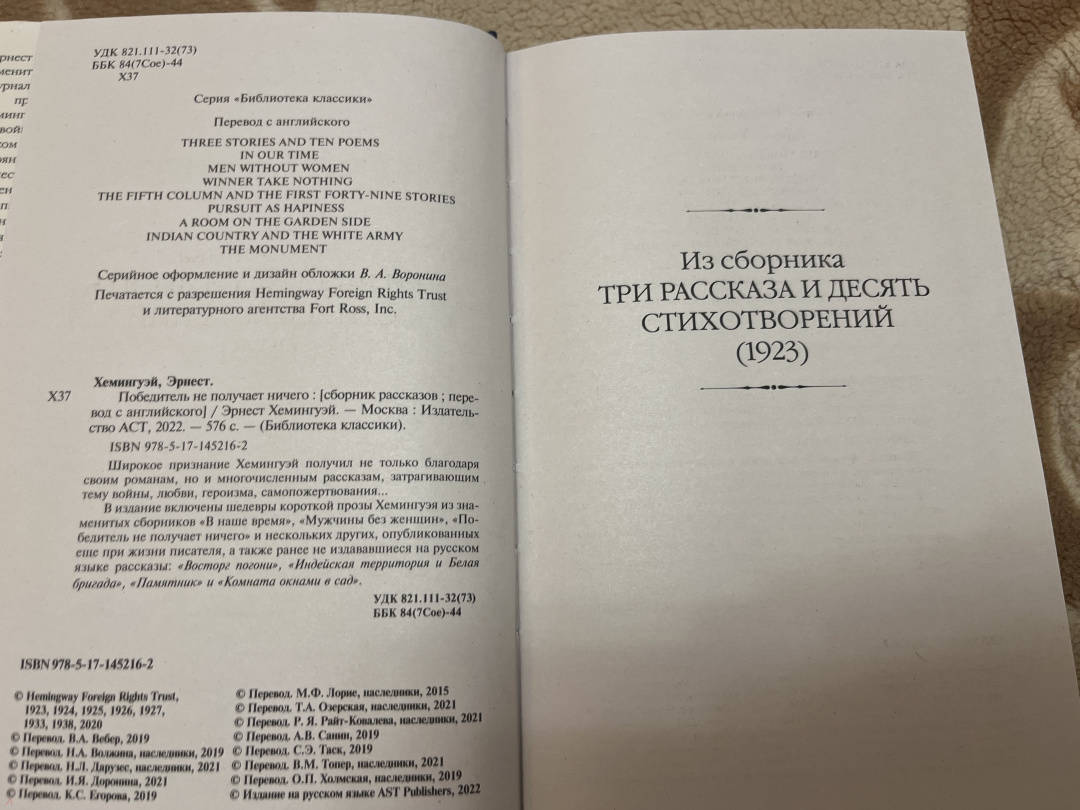 рнест
менит
урнал
пр
минг
вой
ком
рян
ес
ен
п
н
а
УДК 821.111-32(73)
ББК 84(7Сое)-44
Х37
Серия «Библиотека классики»
Перевод с английского
THREE STORIES AND TEN POEMS
IN OUR TIME
MEN WITHOUT WOMEN
WINNER TAKE NOTHING
THE FIFTH COLUMN AND THE FIRST FORTY-NINE STORIES
PURSUIT AS HAPINESS
A ROOM ON THE GARDEN SIDE
INDIAN COUNTRY AND THE WHITE ARMY
THE MONUMENT
Серийное оформление и дизайн обложки В. А. Воронина
Печатается с разрешения Hemingway Foreign Rights Trust
и литературного агентства Fort Ross, Inc.
Хемингуэй, Эрнест.
Х37 Победитель не получает ничего : [сборник рассказов ; пере-
вод с английского] / Эрнест Хемингуэй. — Москва : Издатель-
ство АСТ, 2022. — 576 с. — (Библиотека классики).
ISBN 978-5-17-145216-2
Широкое признание Хемингуэй получил не только благодаря
своим романам, но и многочисленным рассказам, затрагивающим
тему войны, любви, героизма, самопожертвования...
В издание включены шедевры короткой прозы Хемингуэя из зна-
менитых сборников «В наше время», «Мужчины без женщин», «По-
бедитель не получает ничего» и нескольких других, опубликованных
еще при жизни писателя, а также ранее не издававшиеся на русском
языке рассказы: «Восторг погони», «Индейская территория и Белая
бригада», «Памятник» и «Комната окнами в сад».
УДК 821.111-32(73)
ББК 84(7Сое)-44
ISBN 978-5-17-145216-2
© Hemingway Foreign Rights Trust,
1923, 1924, 1925, 1926, 1927,
1933, 1938, 2020
© Перевод. В.А. Вебер, 2019
© Перевод. Н.А. Волжина, наследники, 2019
© Перевод. Н.Л. Дарузес, наследники, 2021
© Перевод. И.Я. Доронина, 2021
© Перевод. К.С. Егорова, 2019
© Перевод. М.Ф. Лорие, наследники, 2015
© Перевод. Т.А. Озерская, наследники, 2021
© Перевод. Р. Я. Райт-Ковалева, наследники, 2021
© Перевод. А.В. Санин, 2019
© Перевод. С.Э. Таск, 2019
© Перевод. В.М. Топер, наследники, 2021
© Перевод. О.П. Холмская, наследники, 2019
© Издание на русском языке AST Publishers, 2022
Из сборника
ТРИ РАССКАЗА И ДЕСЯТЬ
СТИХОТВОРЕНИЙ
(1923)